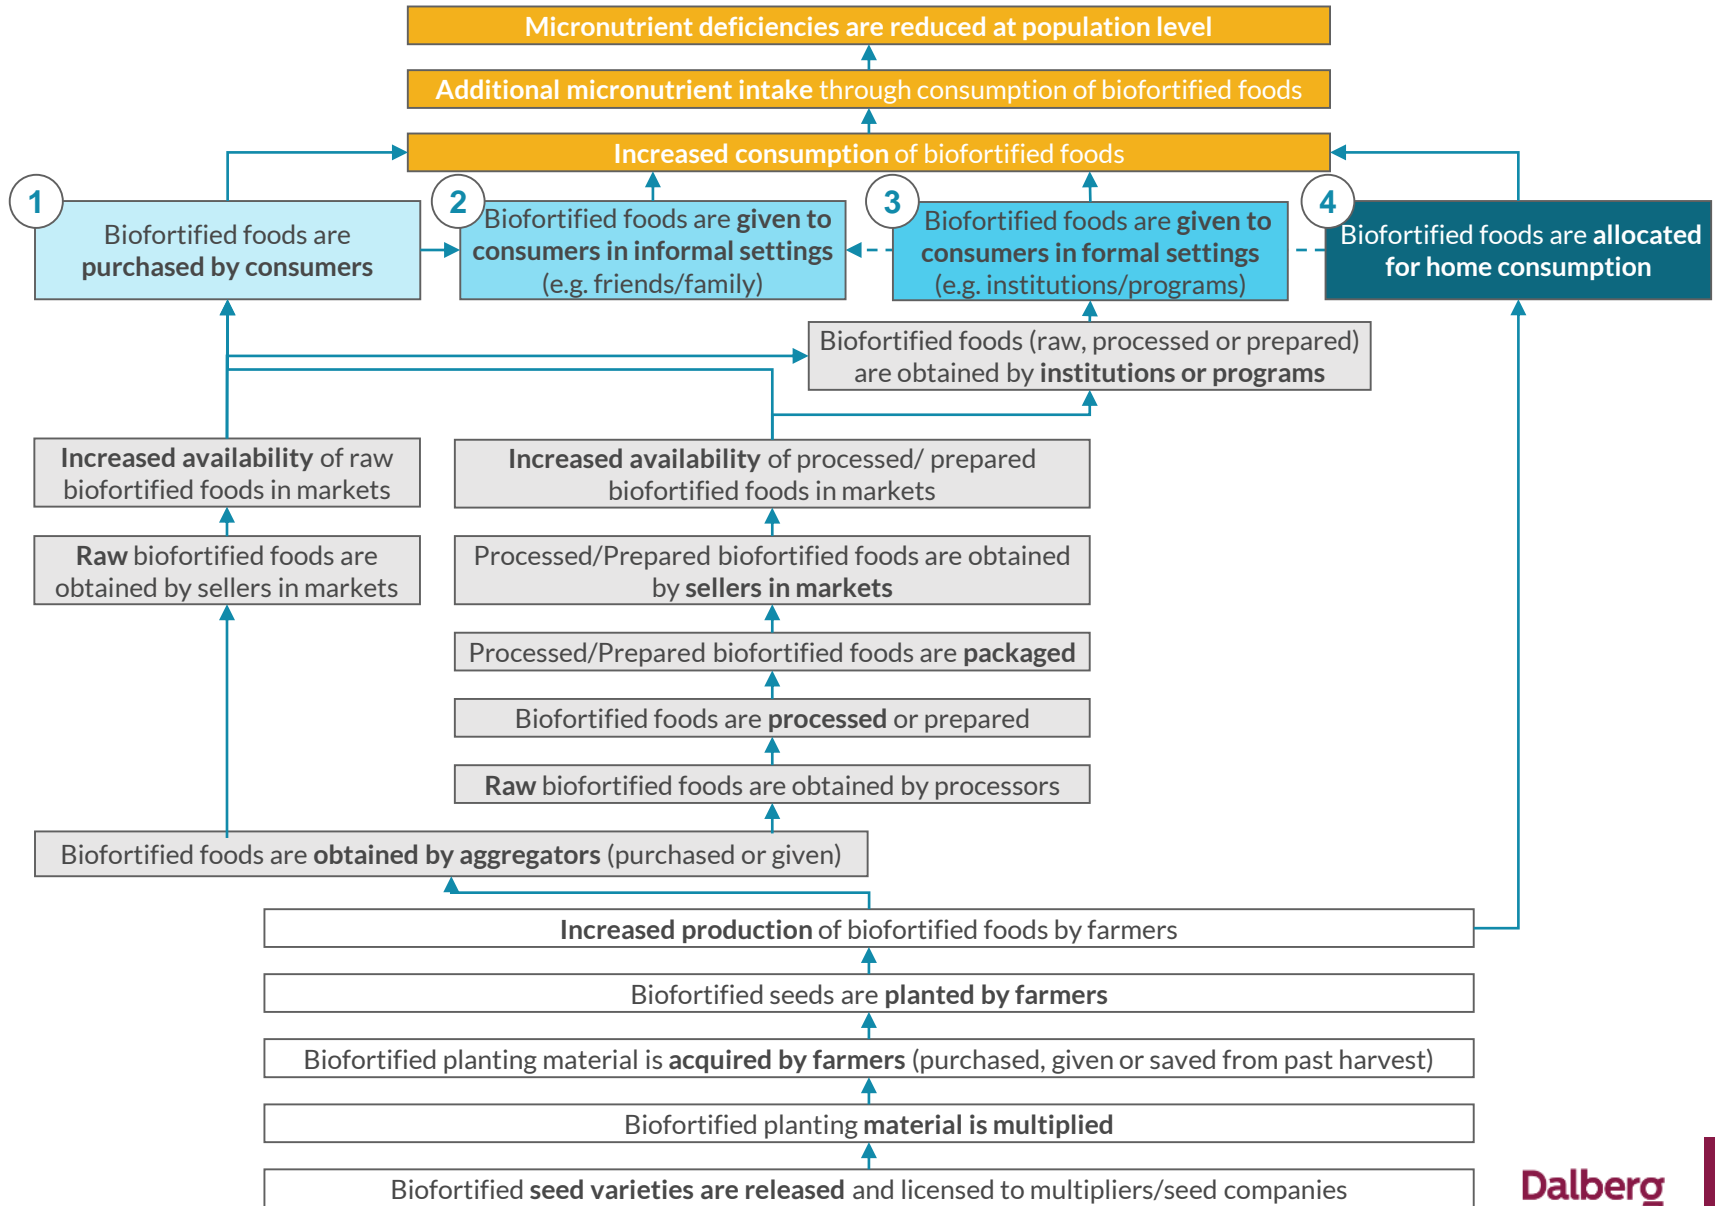 Micronutrient deficiencies are reduced at population level
Additional micronutrient intake through consumption of biofortified foods
Increased consumption of biofortified foods
1
Biofortified foods are
purchased by consumers
2
Biofortified foods are given to
consumers in informal settings
(e.g. friends/family)
3
Biofortified foods are given to
consumers in formal settings
(e.g. institutions/programs)
4
Biofortified foods are allocated
for home consumption
Biofortified foods (raw, processed or prepared)
are obtained by institutions or programs
Increased availability of raw
biofortified foods in markets
Increased availability of processed/ prepared
biofortified foods in markets
Raw biofortified foods are
obtained by sellers in markets
Processed/Prepared biofortified foods are obtained
by sellers in markets
Processed/Prepared biofortified foods are packaged
Biofortified foods are processed or prepared
Raw biofortified foods are obtained by processors
Biofortified foods are obtained by aggregators (purchased or given)
Increased production of biofortified foods by farmers
Biofortified seeds are planted by farmers
Biofortified planting material is acquired by farmers (purchased, given or saved from past harvest)
Biofortified planting material is multiplied
Biofortified seed varieties are released and licensed to multipliers/seed companies
Dalberg